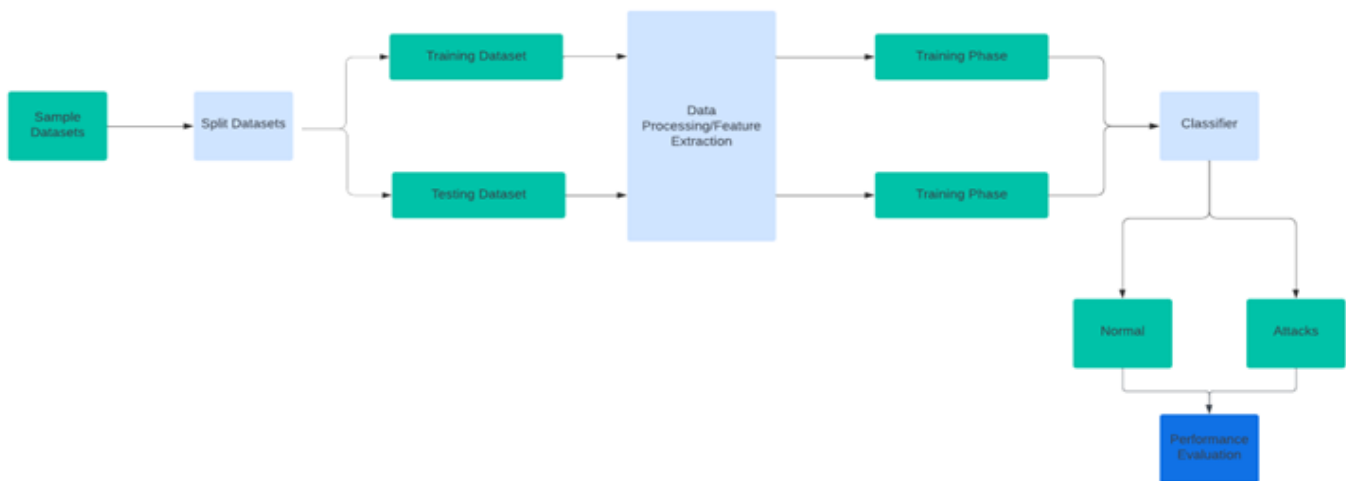 Sample
Datasets
Split Datasets
Training Dataset
Testing Dataset
Data
Processing/Feature
Extraction
Training Phase
Training Phase
Classifier
Normal
Attacks
Performance
Evaluation